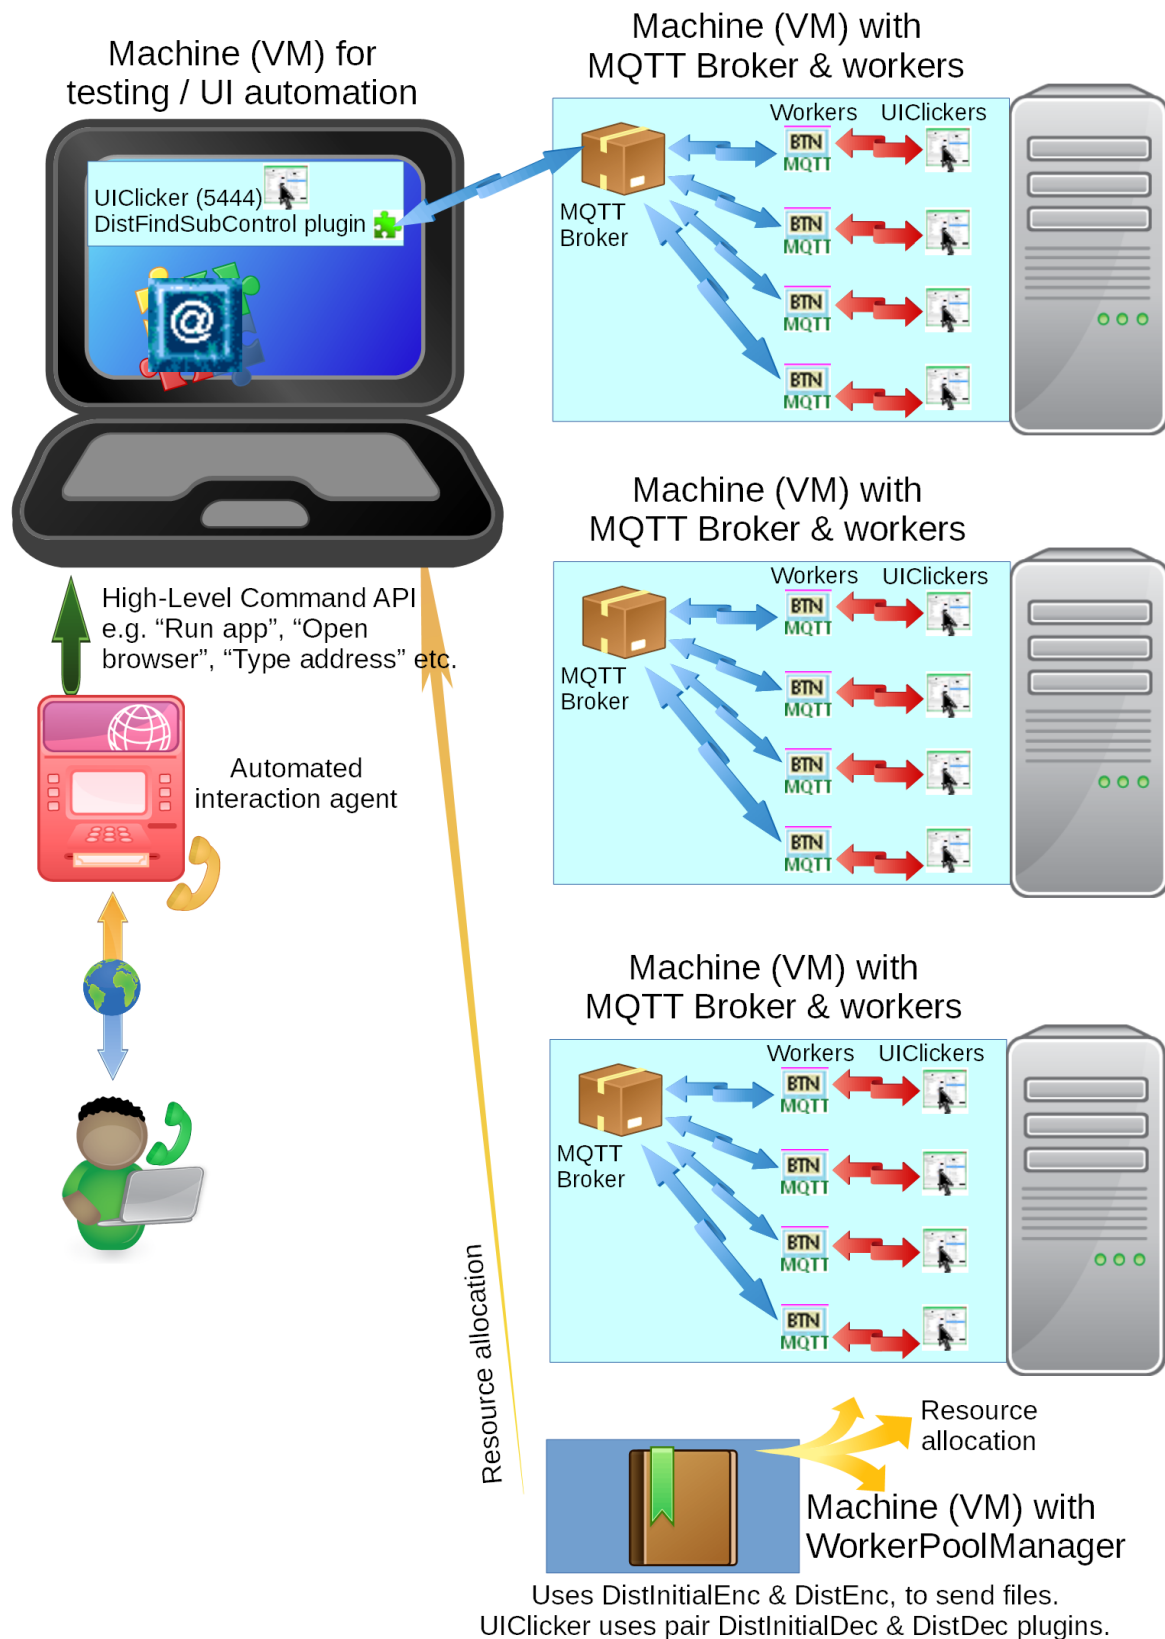 Machine (VM) for
testing / UI automation
UIClicker (5444)
DistFindSubControl plugin
@
Machine (VM) with
MQTT Broker & workers
Workers UIClickers
MQTT
Broker
BTN
MQTT
BTN
MQTT
BTN
MQTT
BTN
MQTT
Machine (VM) with
MQTT Broker & workers
Workers UIClickers
MQTT
Broker
BTN
MQTT
BTN
MQTT
BTN
MQTT
BTN
MQTT
High-Level Command API
e.g. “Run app”, “Open
browser”, “Type address” etc.
Automated
interaction agent
Machine (VM) with
MQTT Broker & workers
Workers UIClickers
MQTT
Broker
BTN
MQTT
BTN
MQTT
BTN
MQTT
BTN
MQTT
Resource allocation
Resource
allocation
Machine (VM) with
WorkerPoolManager
Uses DistInitialEnc & DistEnc, to send files.
UIClicker uses pair DistInitialDec & DistDec plugins.